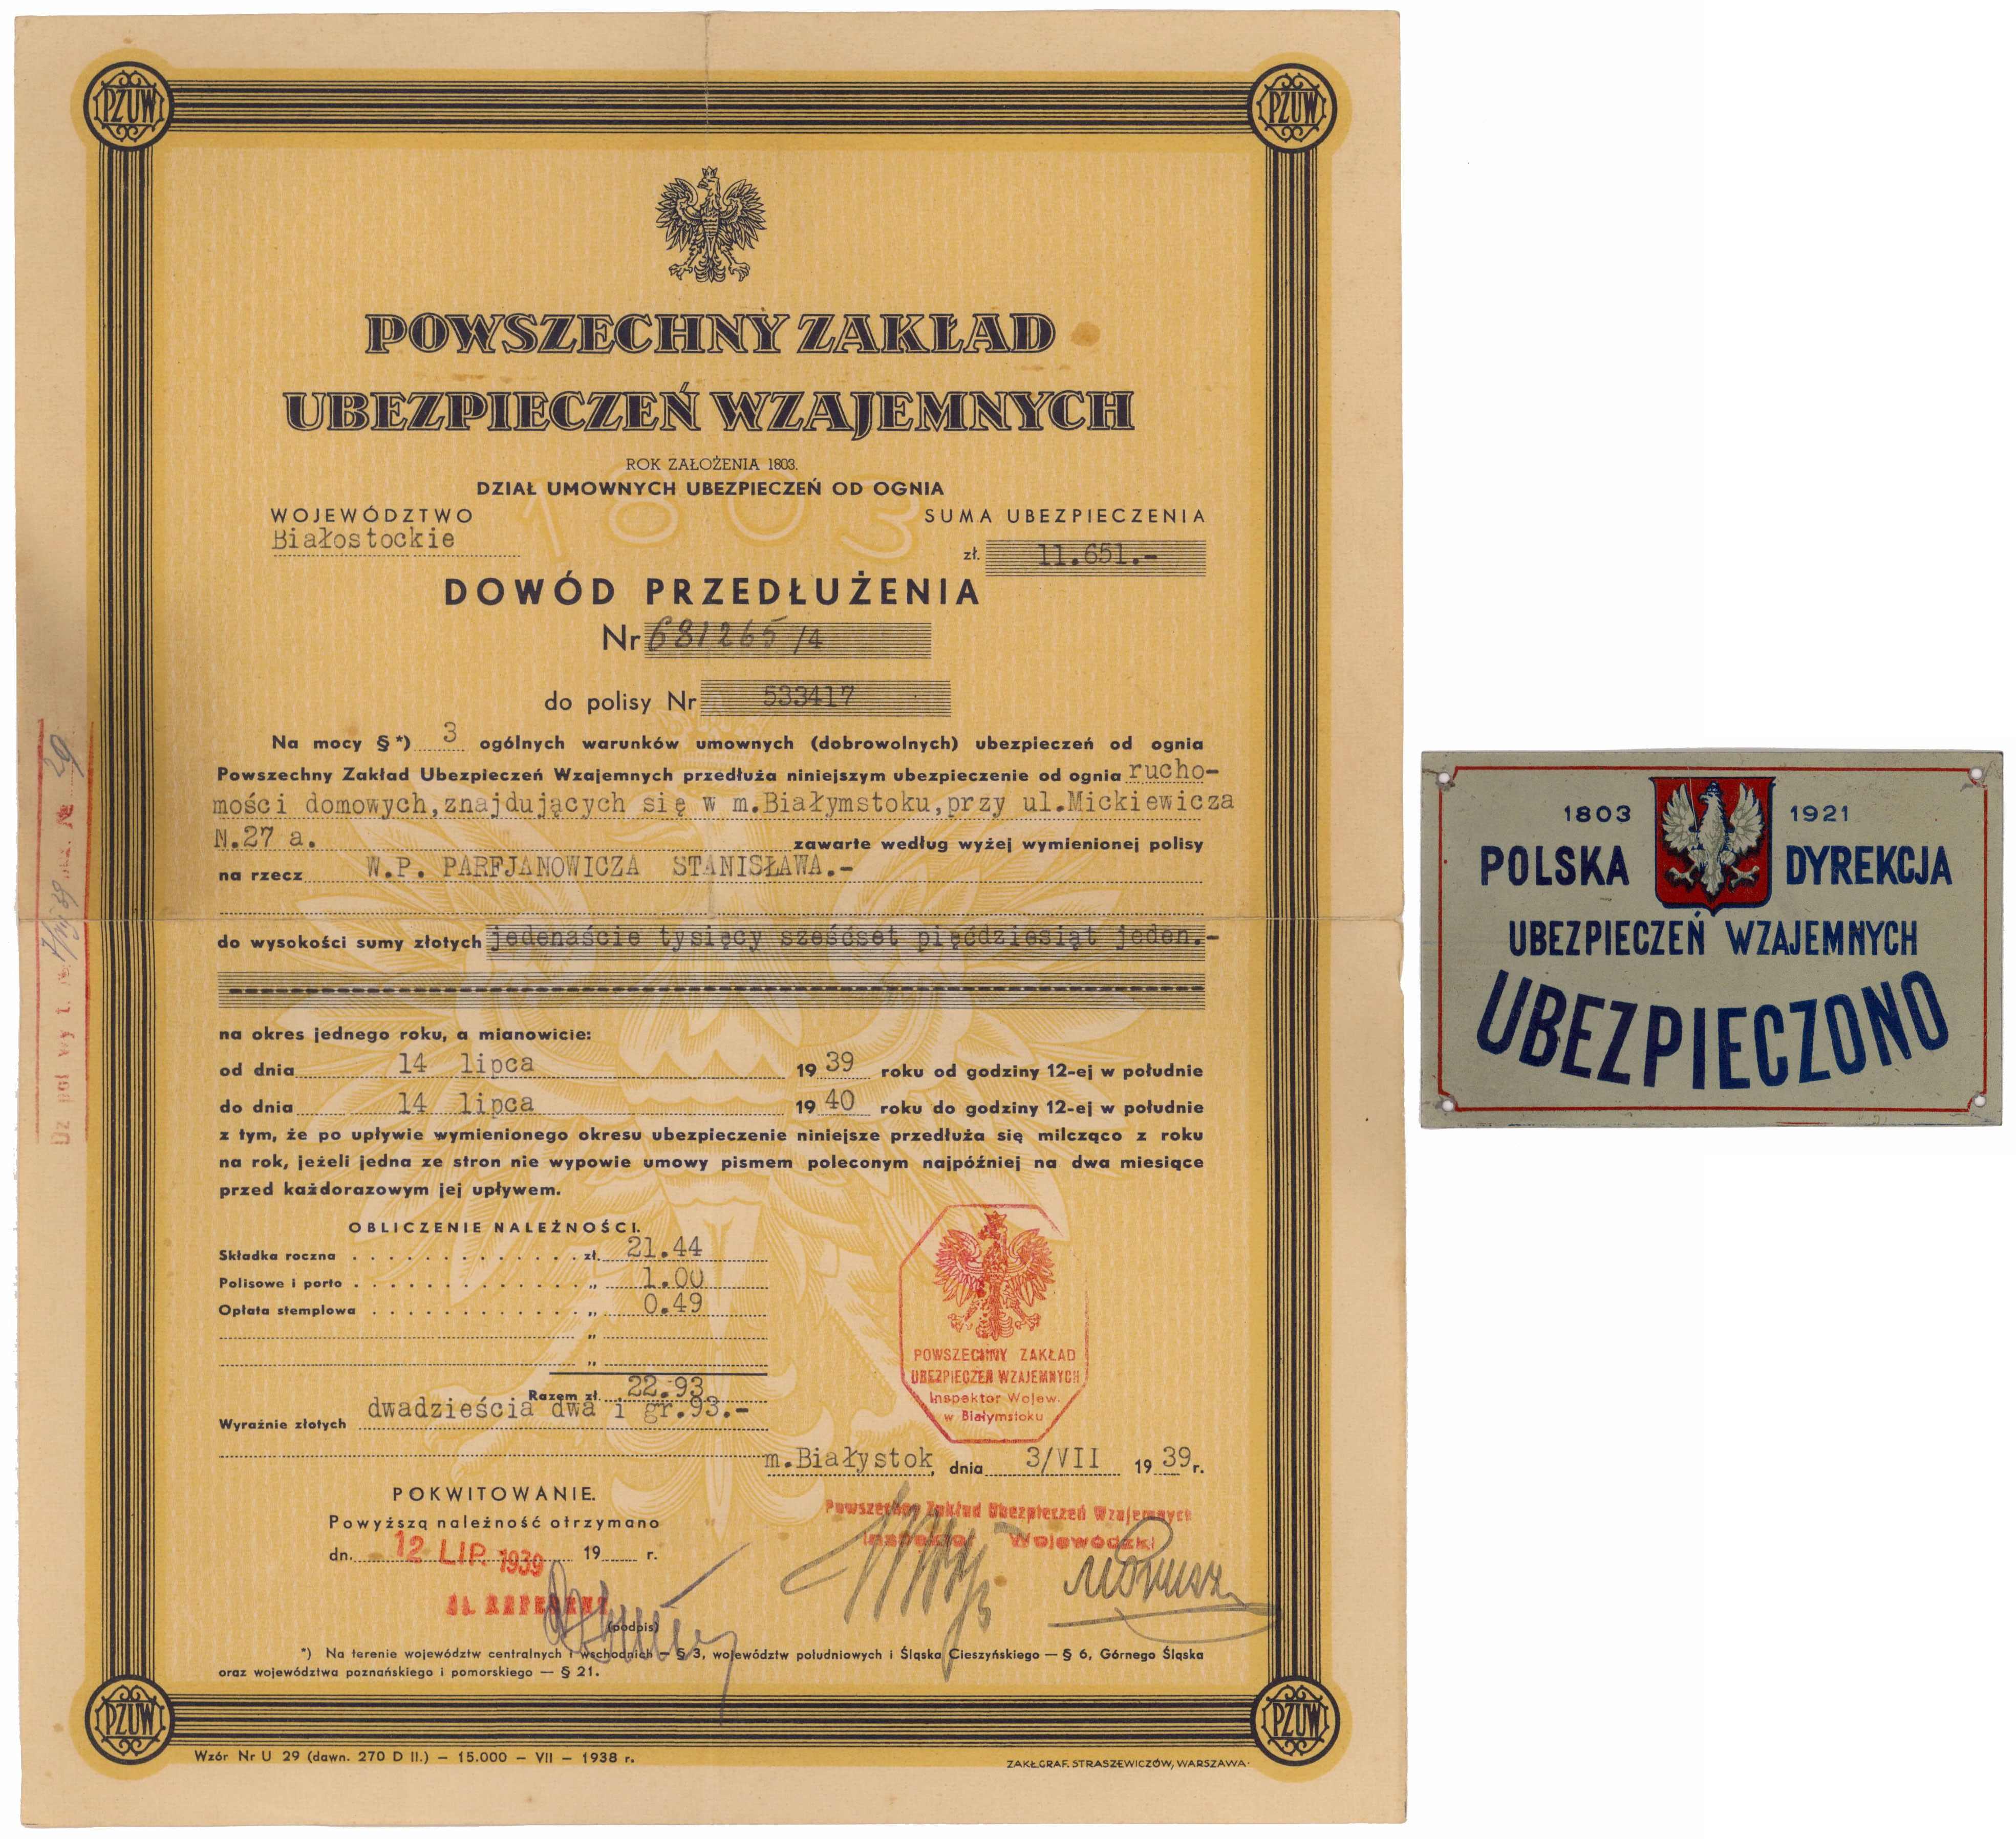 PZUW
PZUW
POWSZECHNY ZAKŁAD
UBEZPIECZEŃ WZAJEMNYCH
ROK ZAŁOŻENIA 1803.
1803
DZIAŁ UMOWNYCH UBEZPIECZEŃ OD OGNIA
WOJEWÓDZTWO
Białostockie
SUMA UBEZPIECZENIA
zł. 11.651.-
DOWÓD PRZEDŁUŻENIA
Nr 681265/4
do polisy Nr 533417
Na mocy § *) 3 ogólnych warunków umownych (dobrowolnych) ubezpieczeń od ognia
Powszechny Zakład Ubezpieczeń Wzajemnych przedłuża niniejszym ubezpieczenie od ognia rucho-
mości domowych, znajdujących się w m.Białymstoku, przy ul.Mickiewicza
N.27 a. zawarte według wyżej wymienionej polisy
na rzecz W.P. PARFJANOWICZA STANISŁAWA.-
do wysokości sumy złotych jedenaście tysięcy sześćset pięćdziesiąt jeden.-
na okres jednego roku, a mianowicie:
od dnia 14 lipca 19 39 roku od godziny 12-ej w południe
do dnia 14 lipca 19 40 roku do godziny 12-ej w południe
z tym, że po upływie wymienionego okresu ubezpieczenie niniejsze przedłuża się milcząco z roku
na rok, jeżeli jedna ze stron nie wypowie umowy pismem poleconym najpóźniej na dwa miesiące
przed każdorazowym jej upływem.
OBLICZENIE NALEŻNOŚCI.
Składka roczna zł. 21.44
Polisowe i porto „ 1.00
Opłata stemplowa „ 0.49
„
„
Razem zł. 22.93
Wyraźnie złotych dwadzieścia dwa i gr.93.-
POWSZECHNY ZAKŁAD
UBEZPIECZEŃ WZAJEMNYCH
Inspektor Wojew.
w Białymstoku
m.Białystok, dnia 3/VII 19 39 r.
POKWITOWANIE.
Powyższą należność otrzymano
dn. 12 LIP. 1939 19 r.
(podpis)
Powszechny Zakład Ubezpieczeń Wzajemnych
Inspektor Wojewódzki
*) Na terenie województw centralnych i wschodnich — § 3, województw południowych i Śląska Cieszyńskiego — § 6, Górnego Śląska
oraz województwa poznańskiego i pomorskiego — § 21.
PZUW
PZUW
Wzór Nr U 29 (dawn. 270 D II.) — 15.000 — VII — 1938 r.
ZAKŁ.GRAF. STRASZEWICZÓW, WARSZAWA.
1803 1921
POLSKA DYREKCJA
UBEZPIECZEŃ WZAJEMNYCH
UBEZPIECZONO